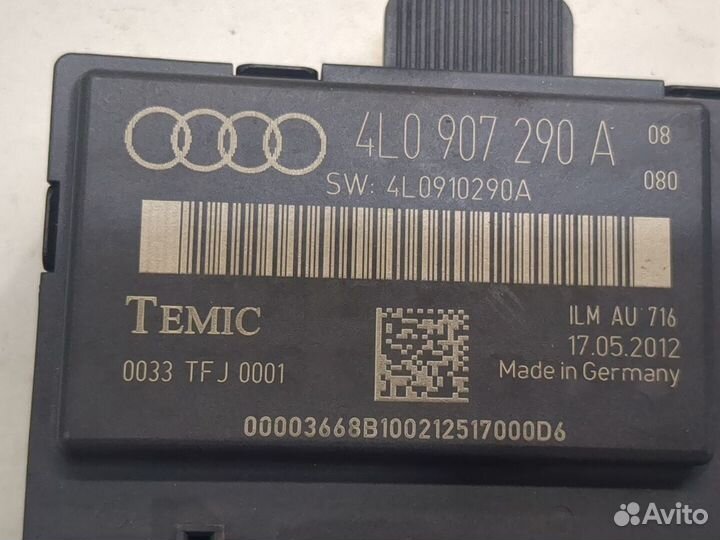 4L0 907 290 A 08
SW: 4L0910290A 080
TEMIC
ILM AU 716
17.05.2012
0033 TFJ 0001
Made in Germany
00003668B100212517000D6
Avito